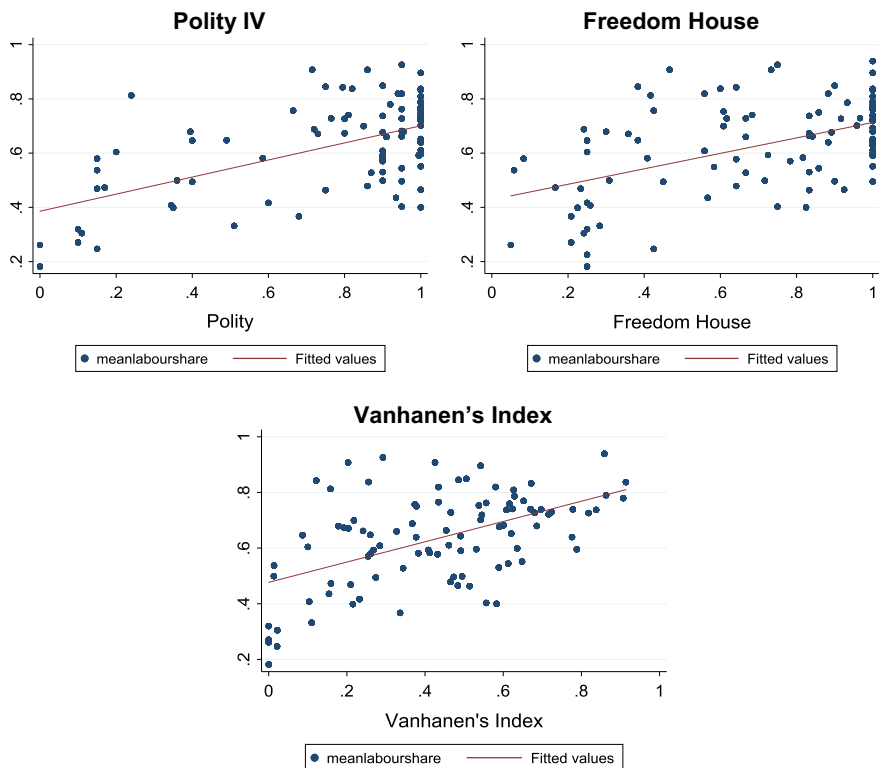 Polity IV
1
.8
.6
.4
.2
0 .2 .4 .6 .8 1
Polity
meanlabourshare Fitted values
Freedom House
1
.8
.6
.4
.2
0 .2 .4 .6 .8 1
Freedom House
meanlabourshare Fitted values
Vanhanen’s Index
1
.8
.6
.4
.2
0 .2 .4 .6 .8 1
Vanhanen's Index
meanlabourshare Fitted values